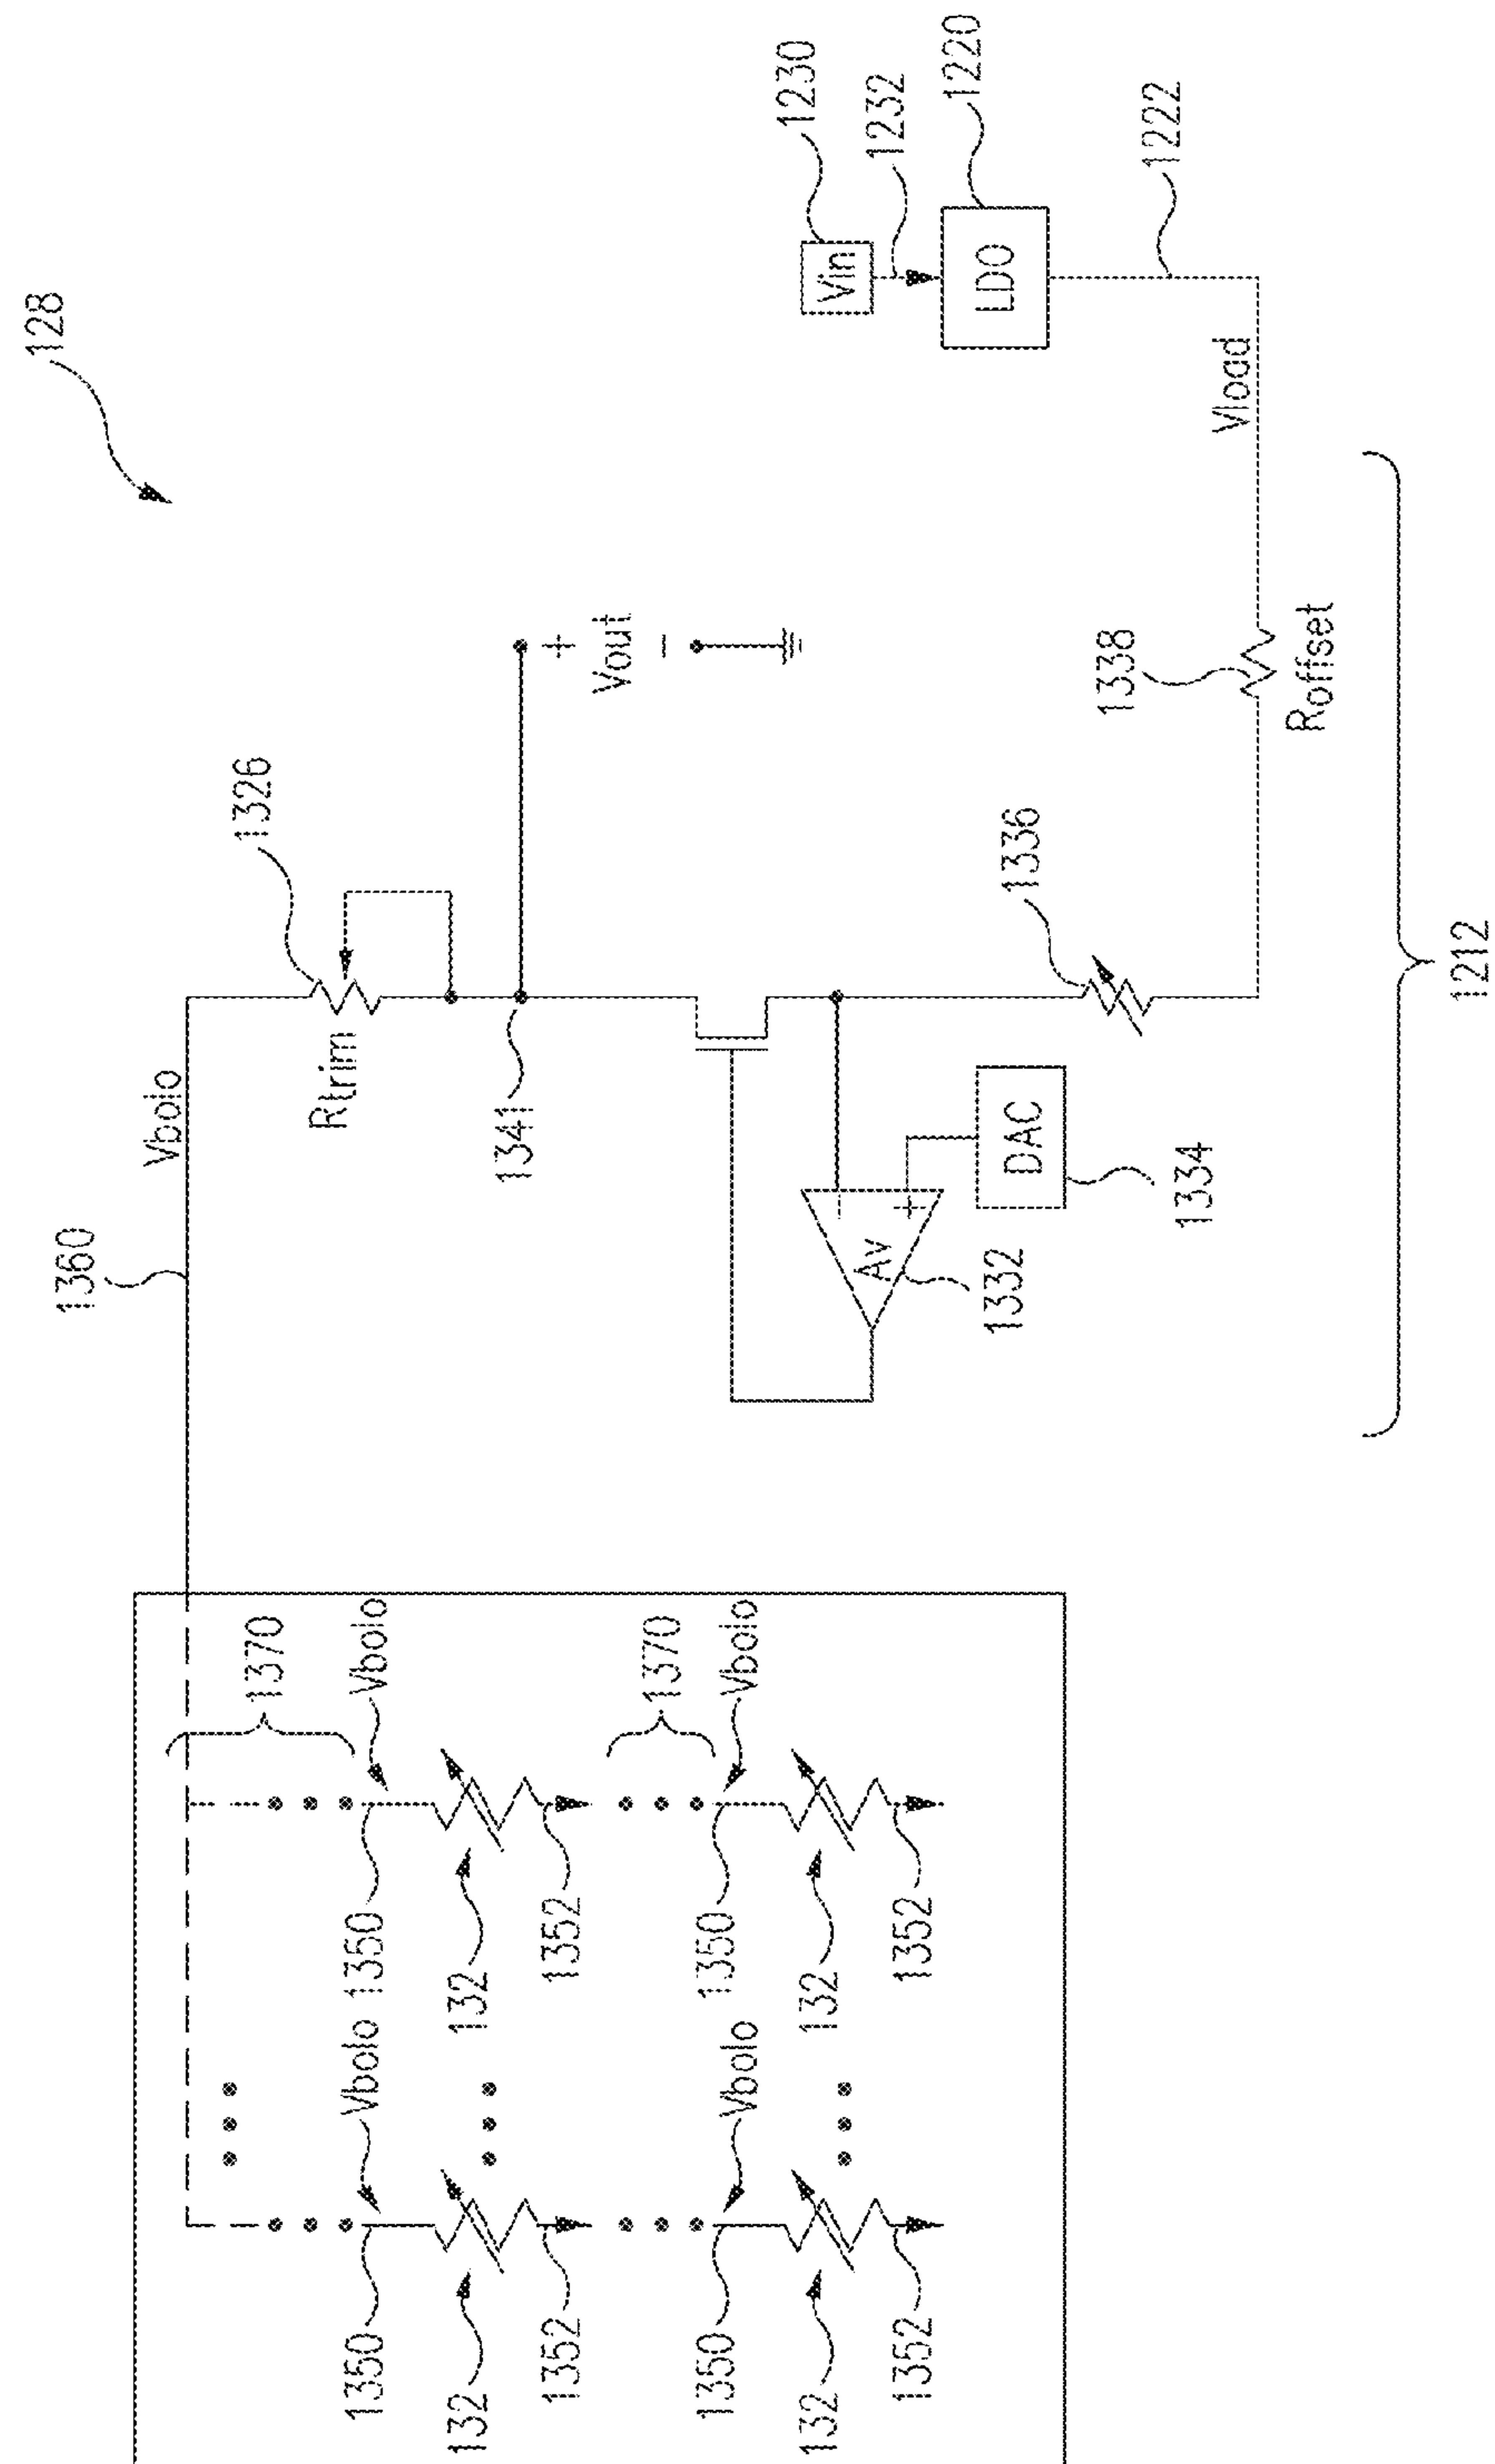 128
1360
Vbolo
1326
1370
Rtrim
1350 Vbolo 1350 Vbolo
132 132
1341
1352 1352
+
Vout
−
1370
1350 Vbolo 1350 Vbolo
1230
132 132
Vin
−
Av
+
1232
1352 1352
1220
1332
LDO
DAC
1336
1338
1222
1334
Vload
Roffset
1212